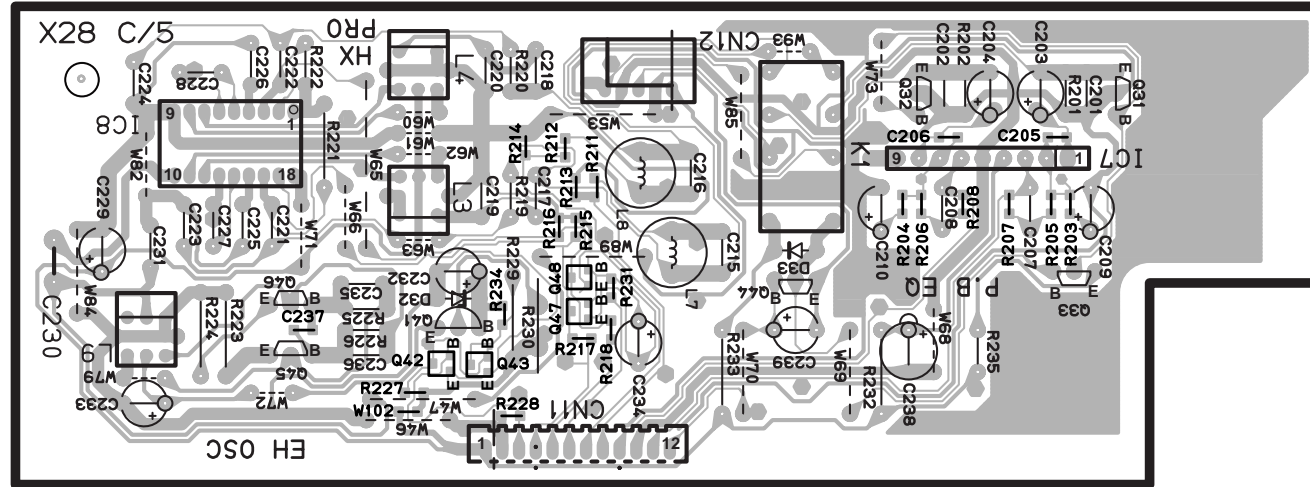 X28 C/5
PRO
HX
CN12
W93
W73
C202
R202
C204
C203
C224
C228
C226
C222
R222
L4
C220
R220
C218
W85
Q32
E
B
R201
C201
E
B
Q31
IC8
9
1
10
18
W82
R221
W65
W60
W61
W62
W53
R214
R212
R211
C206
C205
K1
9
1
IC7
C229
C231
C223
C227
C225
C221
W71
W66
L3
W63
C219
R219
C217
R213
R216
R215
C216
L8
W89
C215
L7
D33
C210
R204
R206
C208
R208
R207
C207
R205
R203
C209
C230
W84
Q46
E
B
C235
C232
D32
Q41
E
B
R229
R234
R230
Q48
B
E
Q47
B
E
R231
Q44
B
E
P.B EQ
B
E
Q33
L9
W79
R224
R223
C237
R225
R226
C236
E
B
Q45
Q42
B
E
B
E
Q43
R217
R218
C234
R233
W70
C239
W69
R232
C238
W68
R235
C233
W72
R227
W102
W47
W46
R228
CN11
1
12
EH OSC